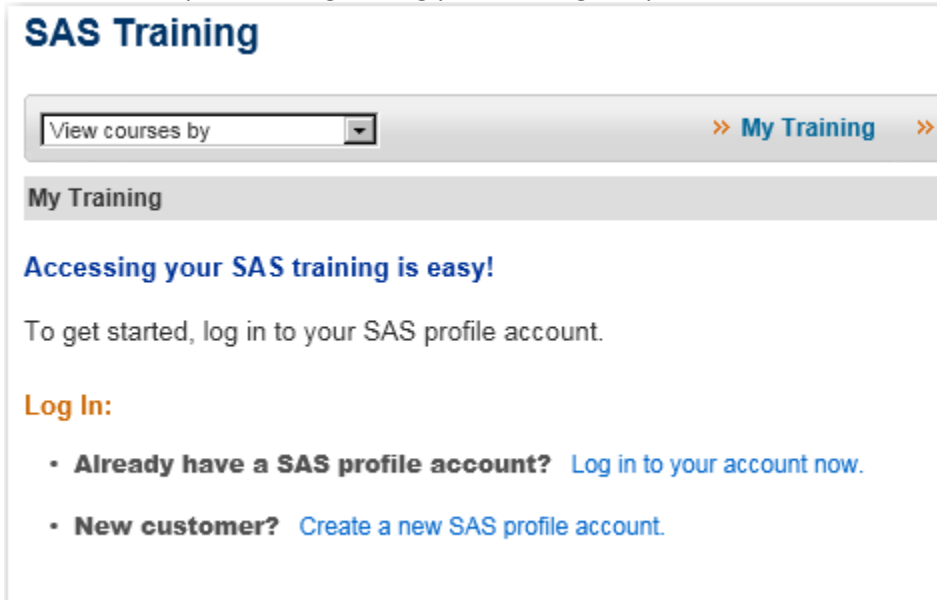 SAS Training
View courses by
» My Training »
My Training
Accessing your SAS training is easy!
To get started, log in to your SAS profile account.
Log In:
• Already have a SAS profile account? Log in to your account now.
• New customer? Create a new SAS profile account.